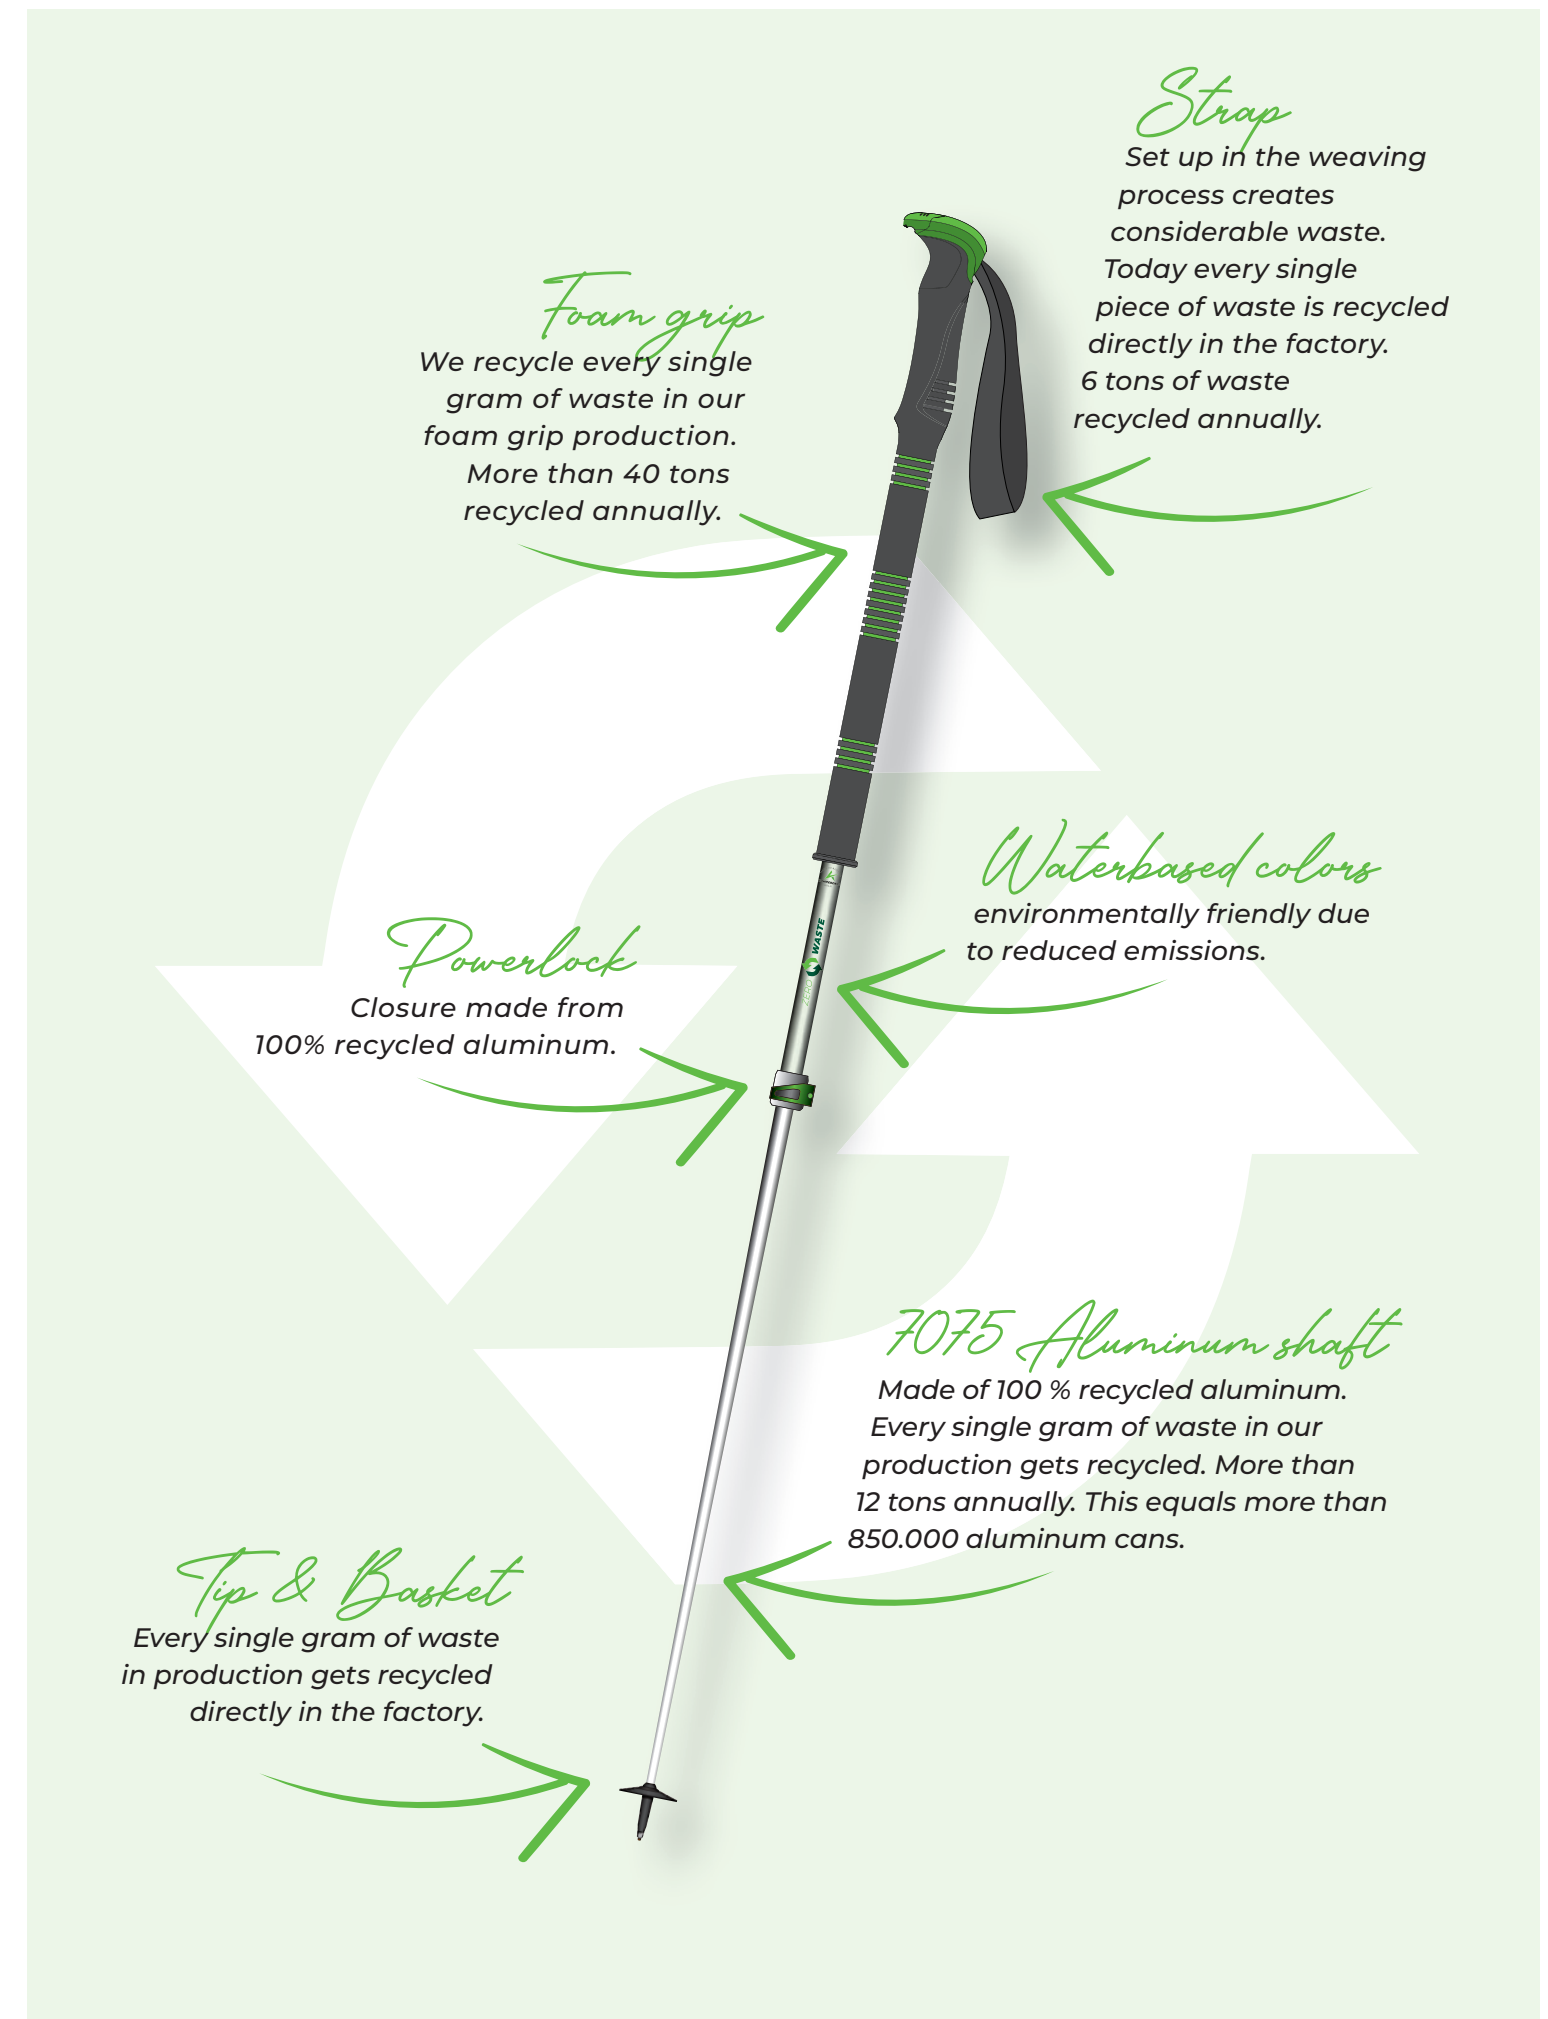 Strap
Set up in the weaving
process creates
considerable waste.
Today every single
piece of waste is recycled
directly in the factory.
6 tons of waste
recycled annually.
Foam grip
We recycle every single
gram of waste in our
foam grip production.
More than 40 tons
recycled annually.
Waterbased colors
environmentally friendly due
to reduced emissions.
Powerlock
Closure made from
100% recycled aluminum.
ZERO WASTE
7075 Aluminum shaft
Made of 100 % recycled aluminum.
Every single gram of waste in our
production gets recycled. More than
12 tons annually. This equals more than
850.000 aluminum cans.
Tip & Basket
Every single gram of waste
in production gets recycled
directly in the factory.